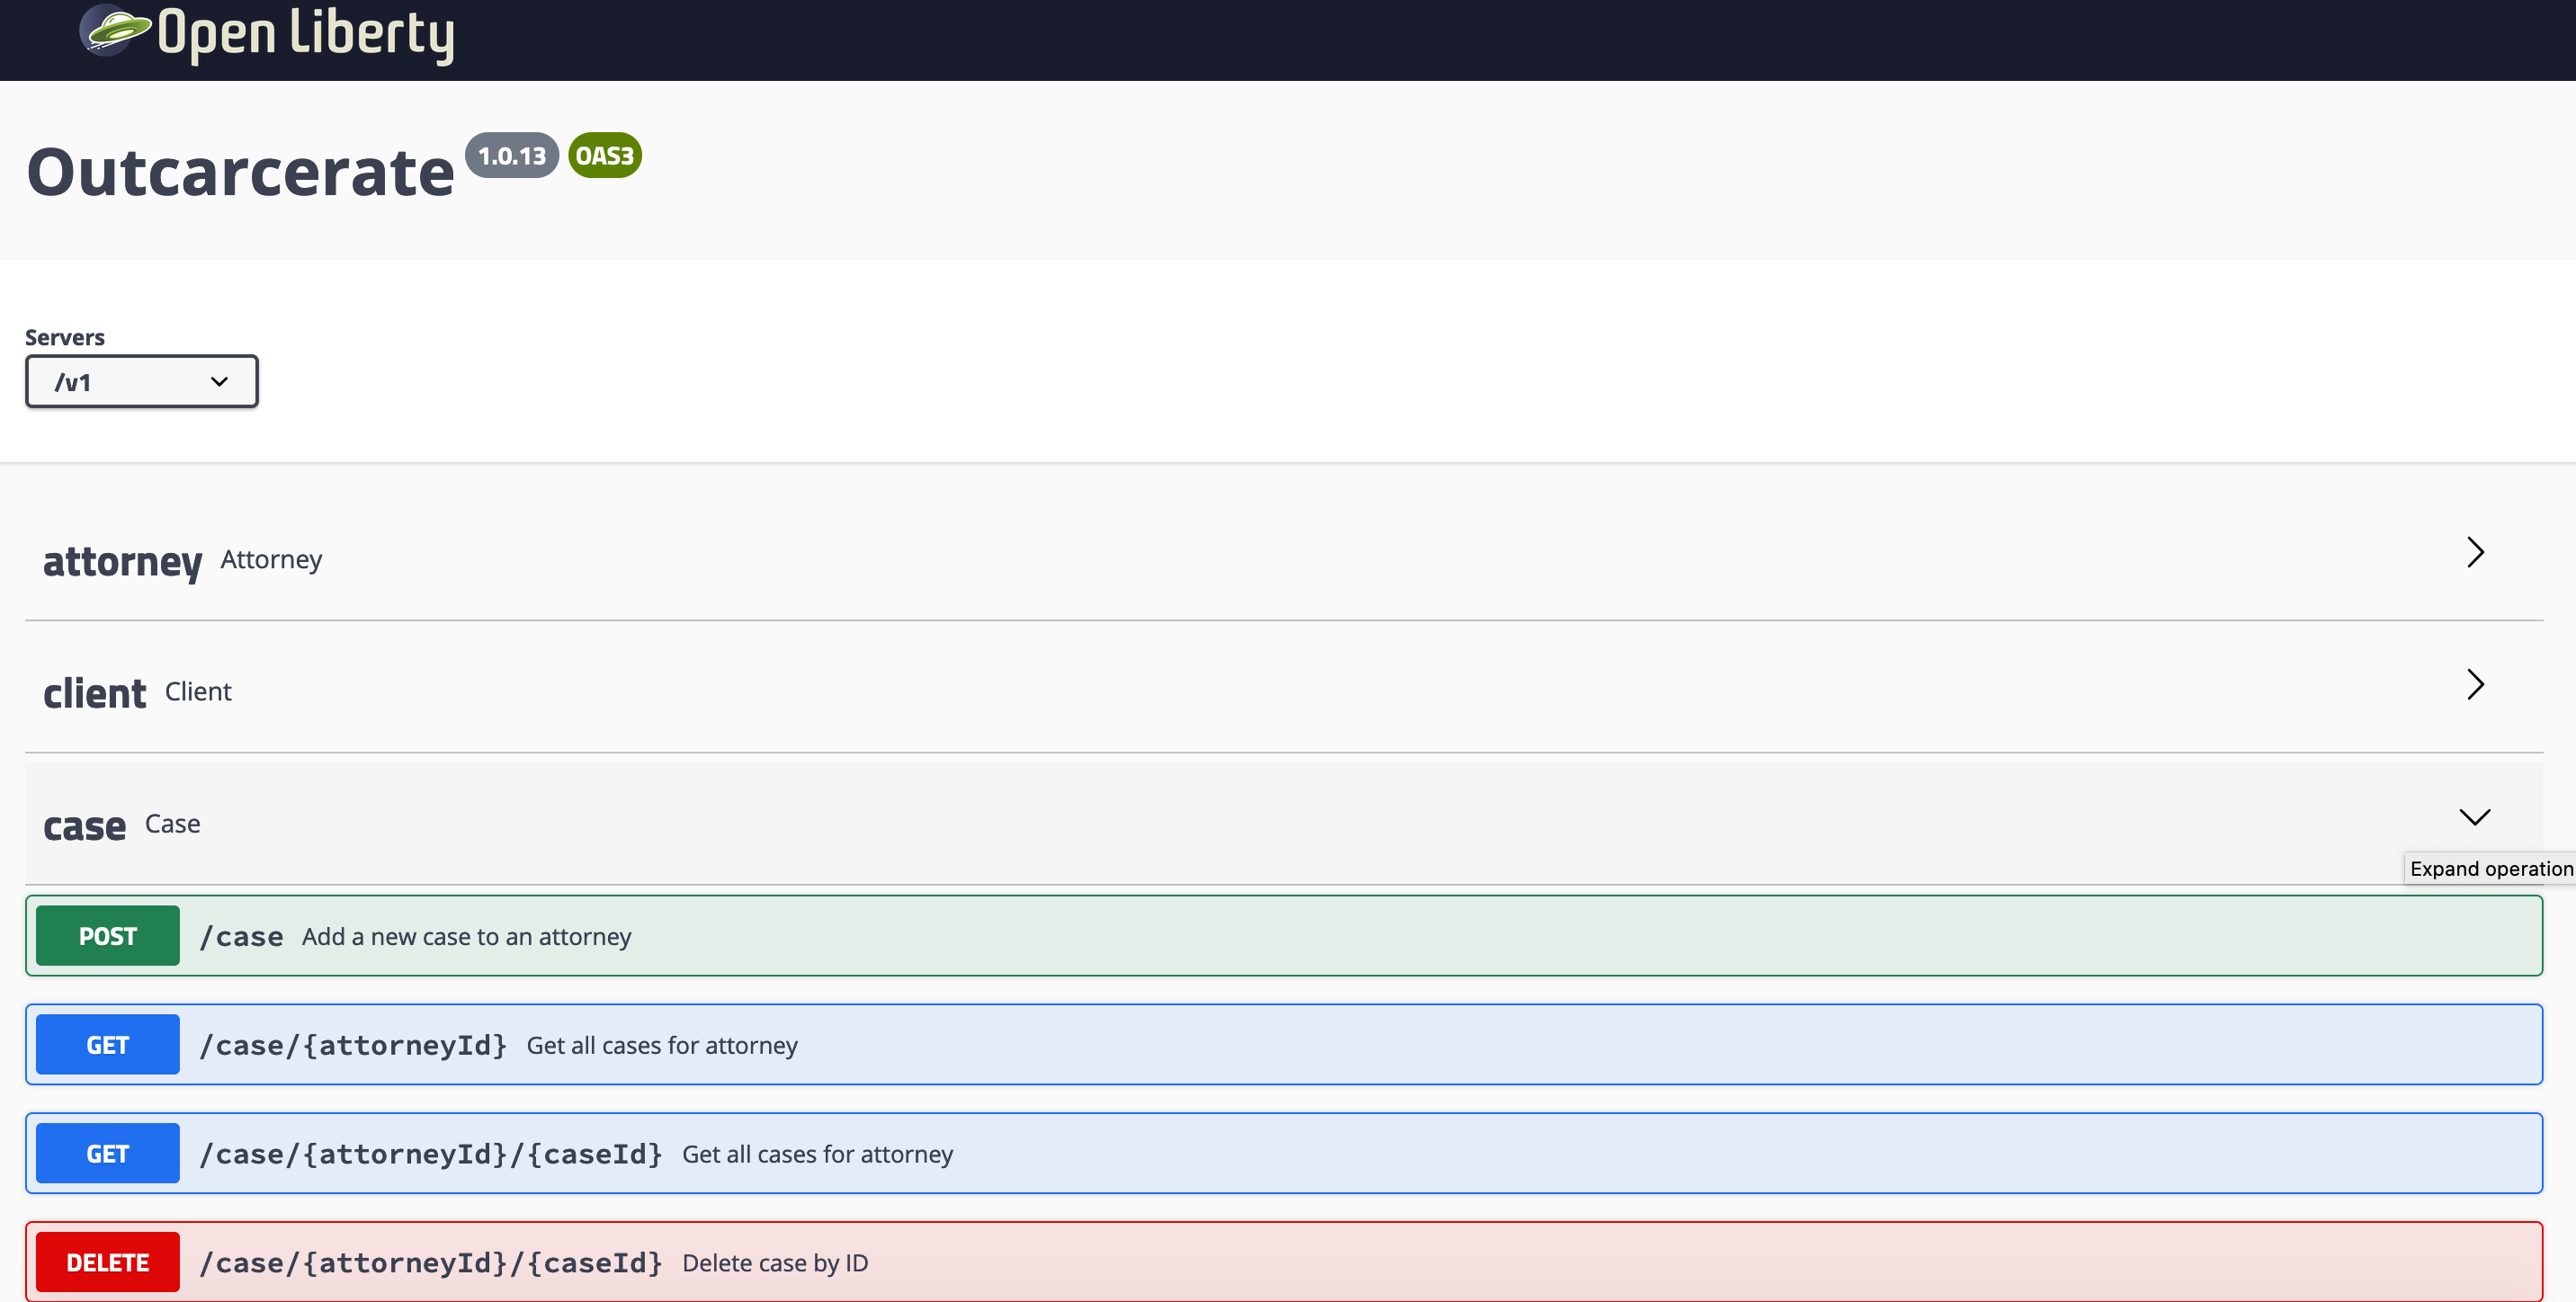 Open Liberty
Outcarcerate 1.0.13 OAS3
Servers
/v1
attorney Attorney
client Client
case Case
Expand operation
POST /case Add a new case to an attorney
GET /case/{attorneyId} Get all cases for attorney
GET /case/{attorneyId}/{caseId} Get all cases for attorney
DELETE /case/{attorneyId}/{caseId} Delete case by ID